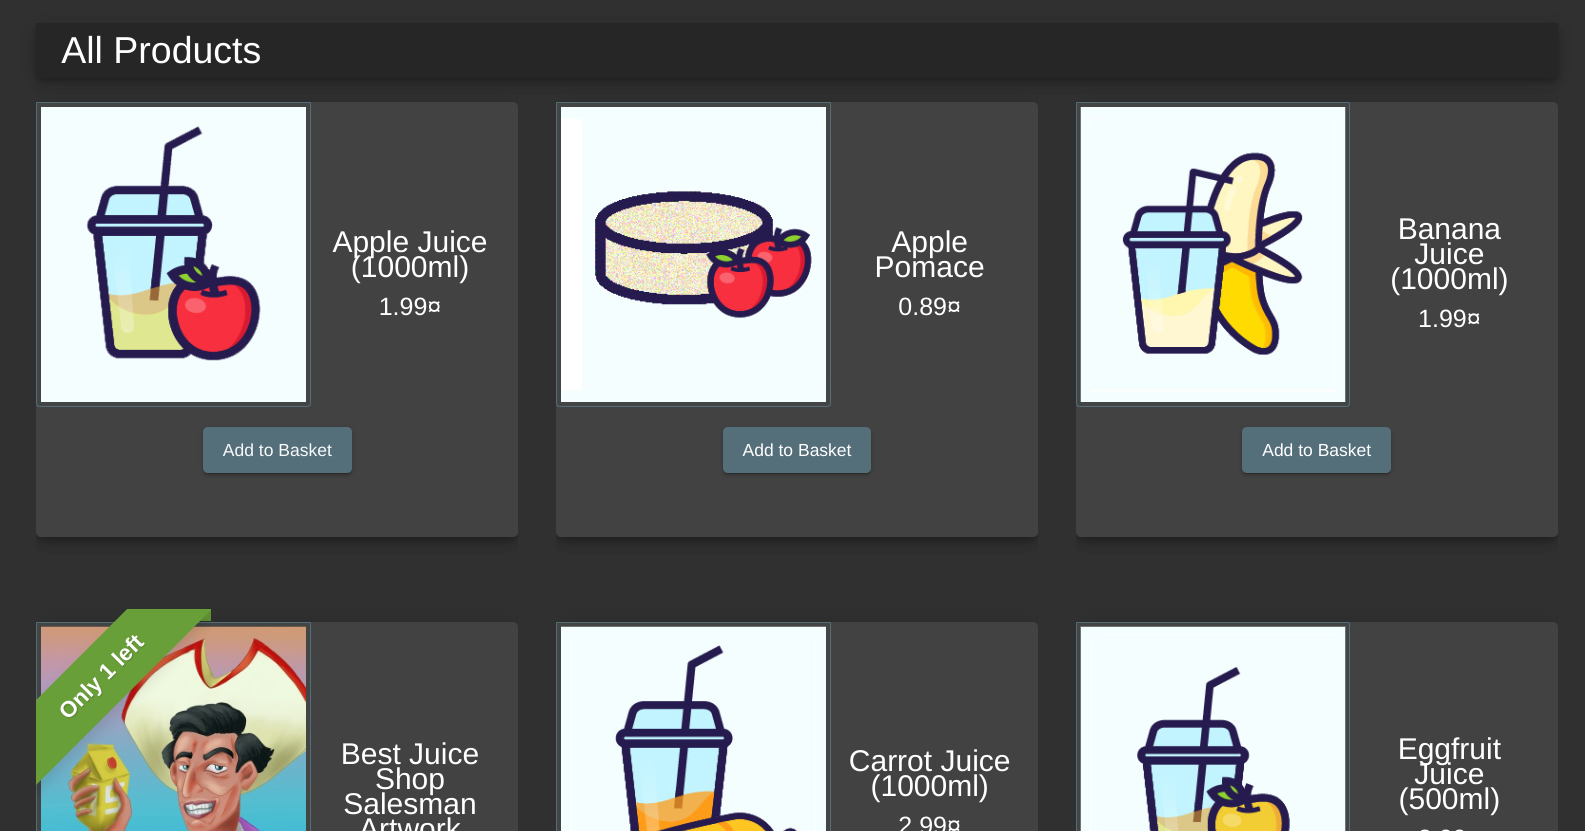 All Products
Apple Juice
(1000ml)
1.99¤
Add to Basket
Apple
Pomace
0.89¤
Add to Basket
Banana
Juice
(1000ml)
1.99¤
Add to Basket
Only 1 left
Best Juice
Shop
Salesman
Artwork
Carrot Juice
(1000ml)
2.99¤
Eggfruit
Juice
(500ml)